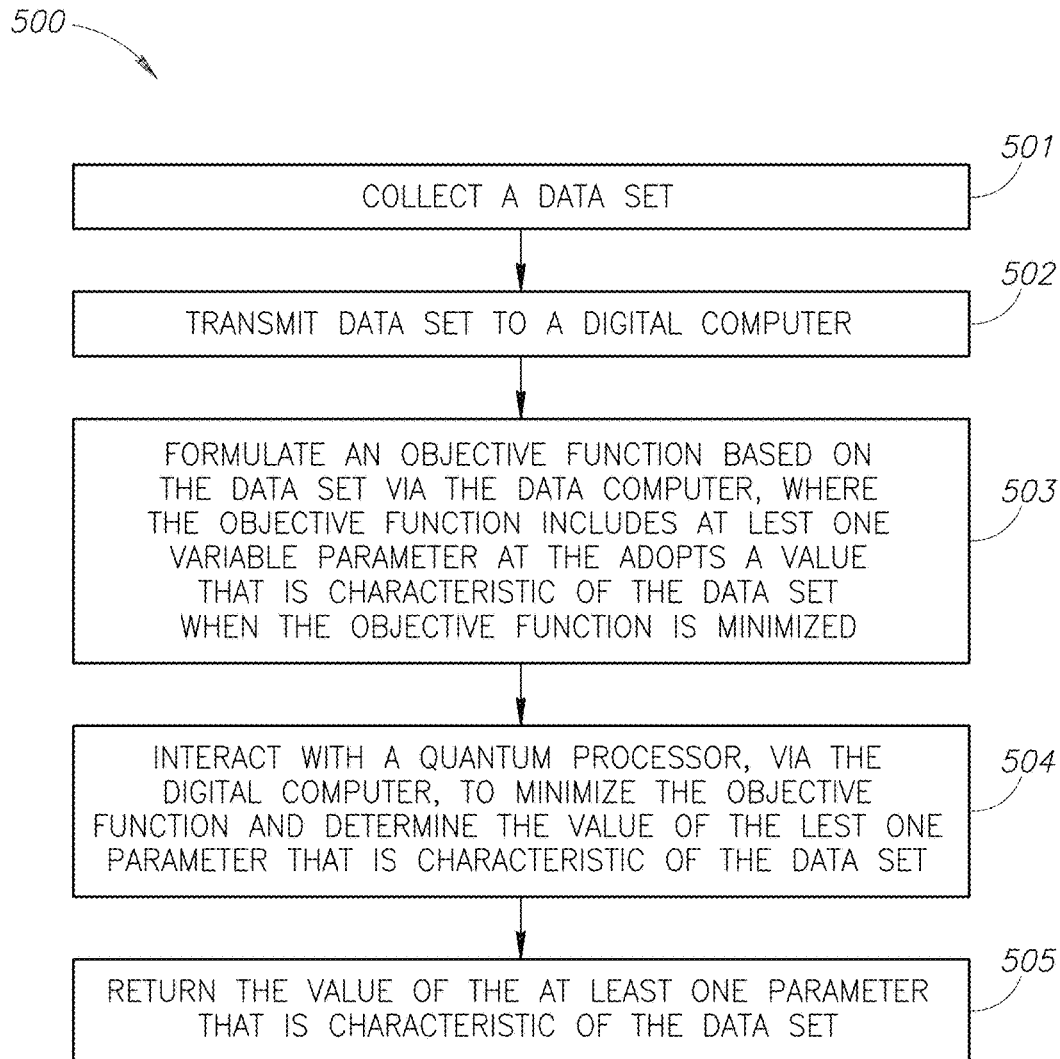 500
501
COLLECT A DATA SET
502
TRANSMIT DATA SET TO A DIGITAL COMPUTER
503
FORMULATE AN OBJECTIVE FUNCTION BASED ON
THE DATA SET VIA THE DATA COMPUTER, WHERE
THE OBJECTIVE FUNCTION INCLUDES AT LEST ONE
VARIABLE PARAMETER AT THE ADOPTS A VALUE
THAT IS CHARACTERISTIC OF THE DATA SET
WHEN THE OBJECTIVE FUNCTION IS MINIMIZED
504
INTERACT WITH A QUANTUM PROCESSOR, VIA THE
DIGITAL COMPUTER, TO MINIMIZE THE OBJECTIVE
FUNCTION AND DETERMINE THE VALUE OF THE LEST ONE
PARAMETER THAT IS CHARACTERISTIC OF THE DATA SET
505
RETURN THE VALUE OF THE AT LEAST ONE PARAMETER
THAT IS CHARACTERISTIC OF THE DATA SET